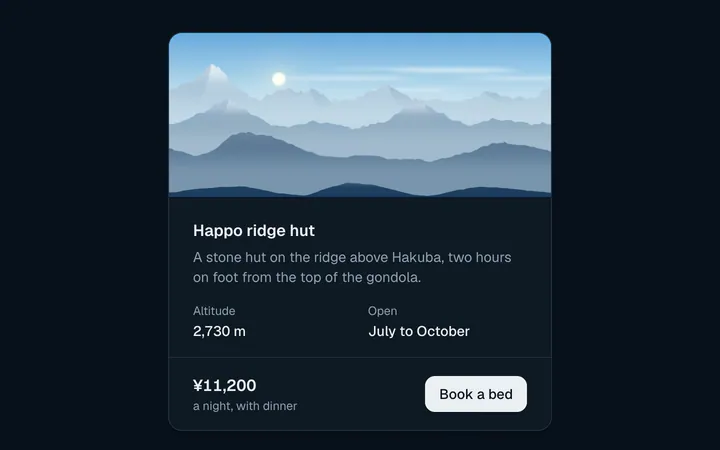 Happo ridge hut
A stone hut on the ridge above Hakuba, two hours
on foot from the top of the gondola.
Altitude
2,730 m
Open
July to October
¥11,200
a night, with dinner
Book a bed